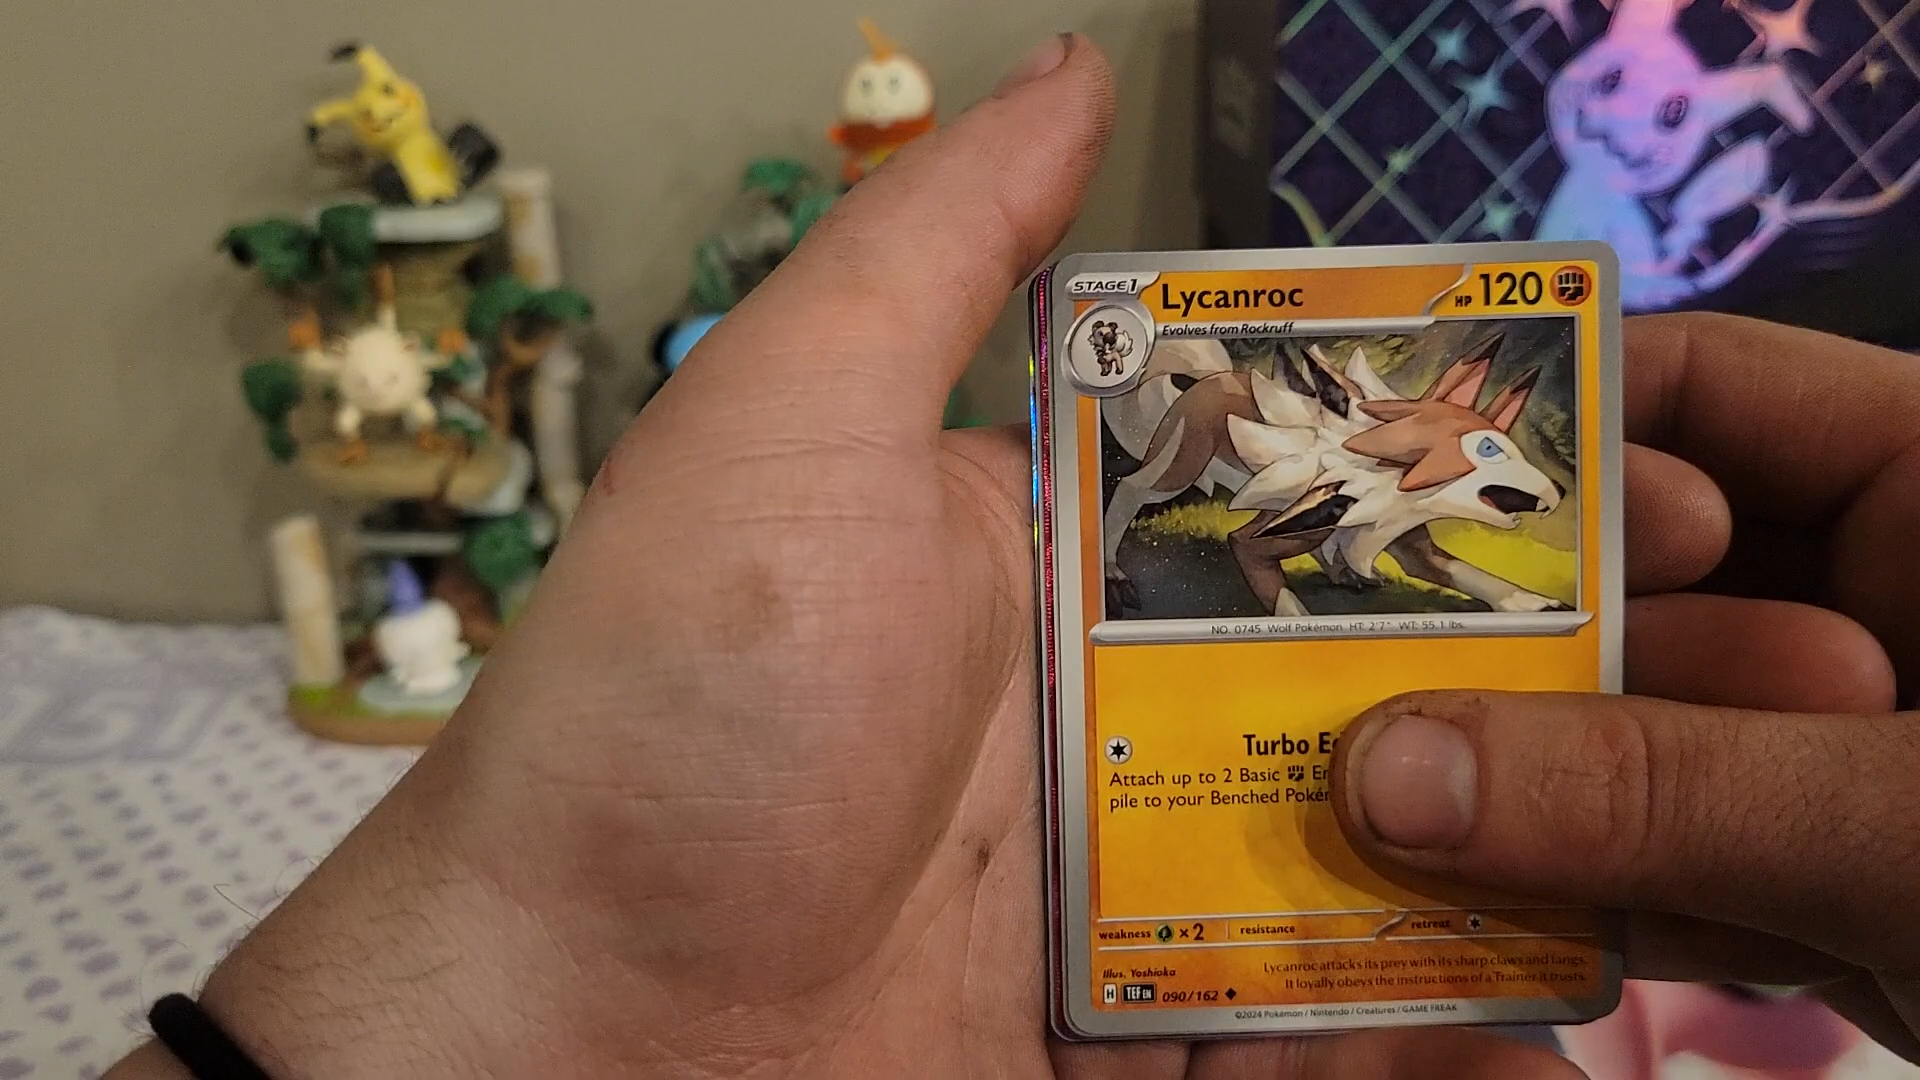 STAGE 1
Lycanroc
HP 120
Evolves from Rockruff
NO. 0745 Wolf Pokémon HT: 2'7" WT: 55.1 lbs.
Turbo
Attach up to 2 Basic
pile to your Benched
weakness ×2 resistance retreat
Illus. Yoshioka
Lycanroc attacks its prey with its sharp claws and fangs.
It loyally obeys the instructions of a Trainer it trusts.
H TEF EN 090/162
©2024 Pokémon / Nintendo / Creatures / GAME FREAK
151